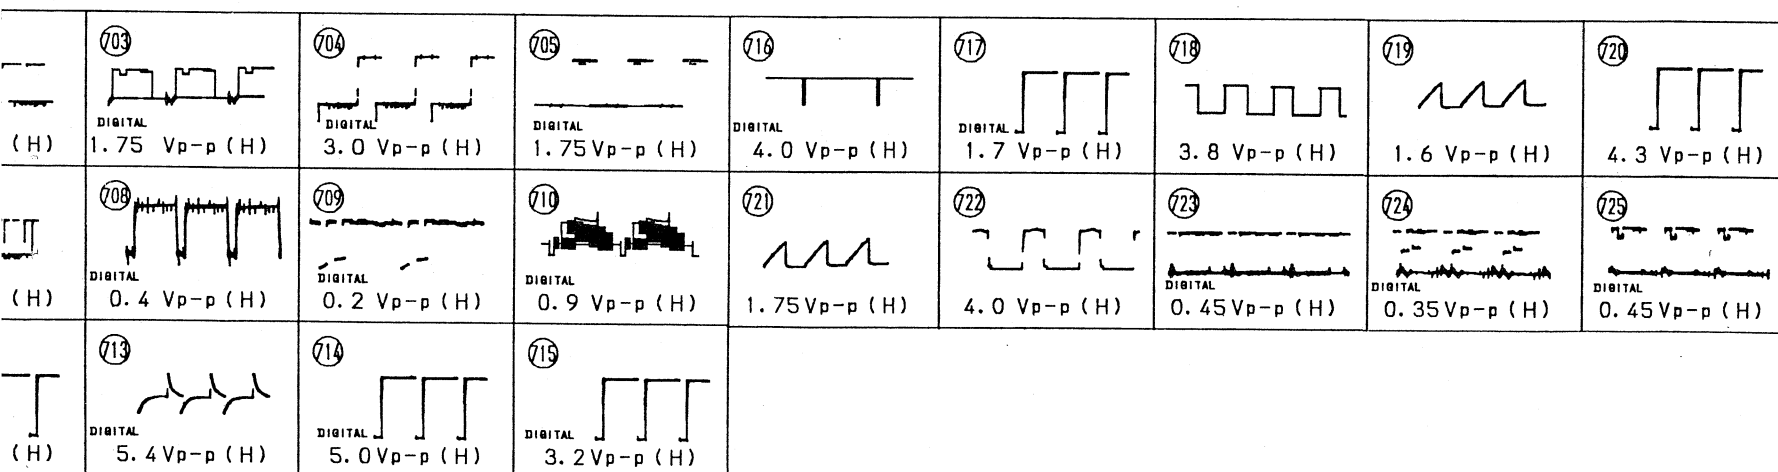 703 704 705 716 717 718 719 720
DIGITAL DIGITAL DIGITAL DIGITAL DIGITAL
(H) 1.75 Vp-p (H) 3.0 Vp-p (H) 1.75 Vp-p (H) 4.0 Vp-p (H) 1.7 Vp-p (H) 3.8 Vp-p (H) 1.6 Vp-p (H) 4.3 Vp-p (H)
708 709 710 721 722 723 724 725
DIGITAL DIGITAL DIGITAL DIGITAL DIGITAL DIGITAL
(H) 0.4 Vp-p (H) 0.2 Vp-p (H) 0.9 Vp-p (H) 1.75 Vp-p (H) 4.0 Vp-p (H) 0.45 Vp-p (H) 0.35 Vp-p (H) 0.45 Vp-p (H)
713 714 715
DIGITAL DIGITAL DIGITAL
(H) 5.4 Vp-p (H) 5.0 Vp-p (H) 3.2 Vp-p (H)